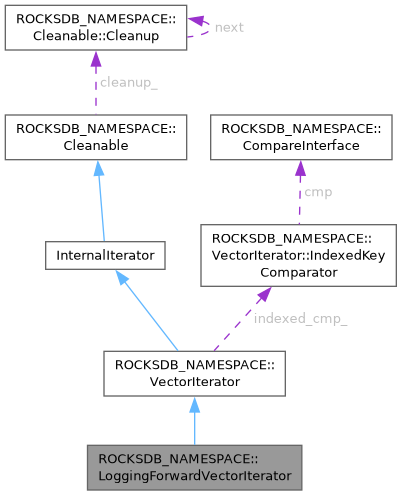 ROCKSDB_NAMESPACE::
Cleanable::Cleanup
next
cleanup_
ROCKSDB_NAMESPACE::
Cleanable
ROCKSDB_NAMESPACE::
CompareInterface
cmp
InternalIterator
ROCKSDB_NAMESPACE::
VectorIterator::IndexedKey
Comparator
indexed_cmp_
ROCKSDB_NAMESPACE::
VectorIterator
ROCKSDB_NAMESPACE::
LoggingForwardVectorIterator